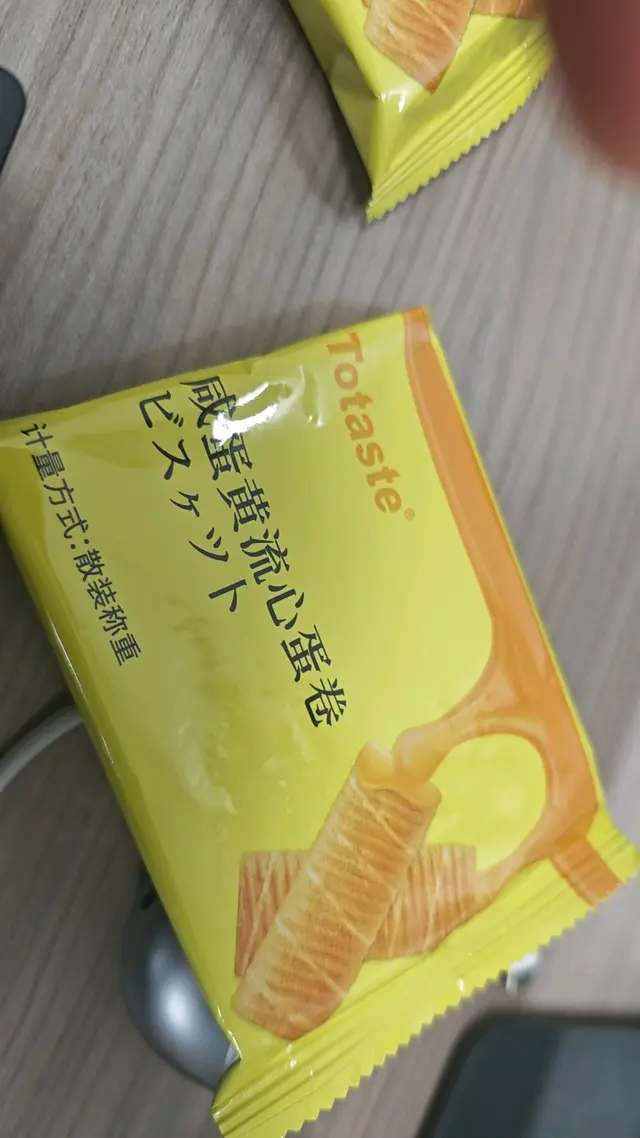 Totaste®
咸蛋黄流心蛋卷
ビスケット
计量方式:散装称重